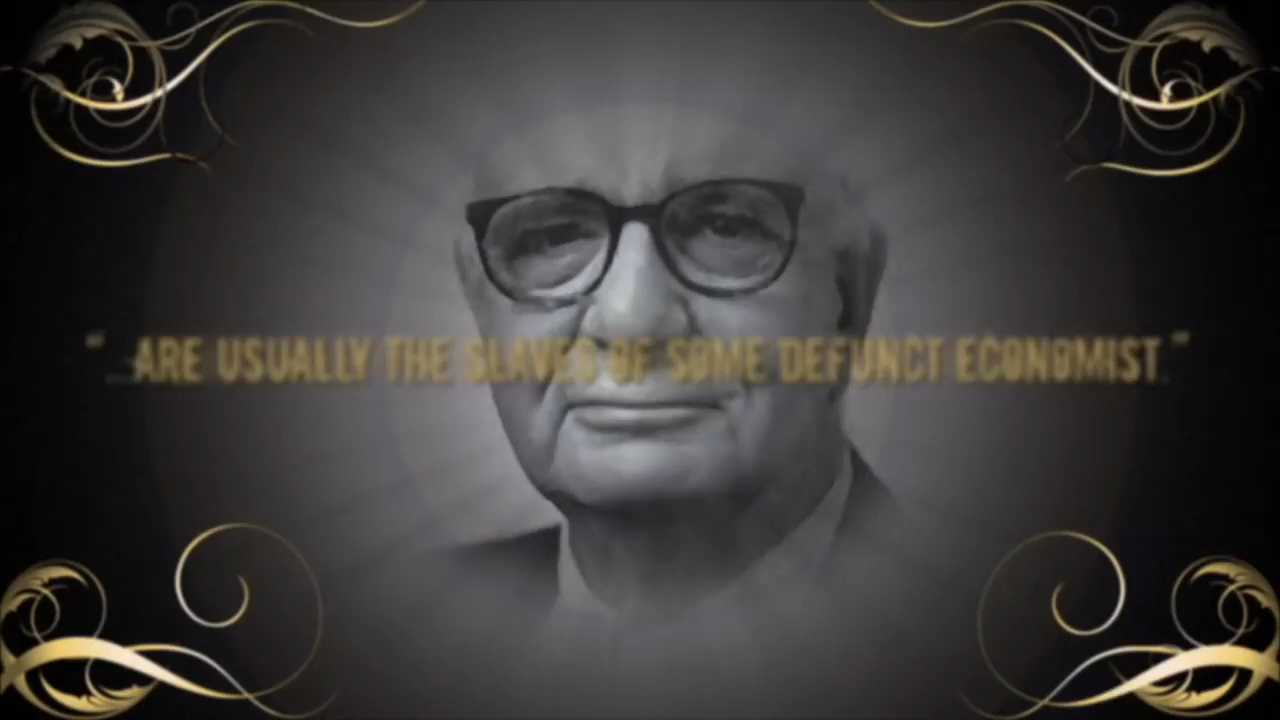 “ ARE USUALLY THE SLAVES OF SOME DEFUNCT ECONOMIST.”